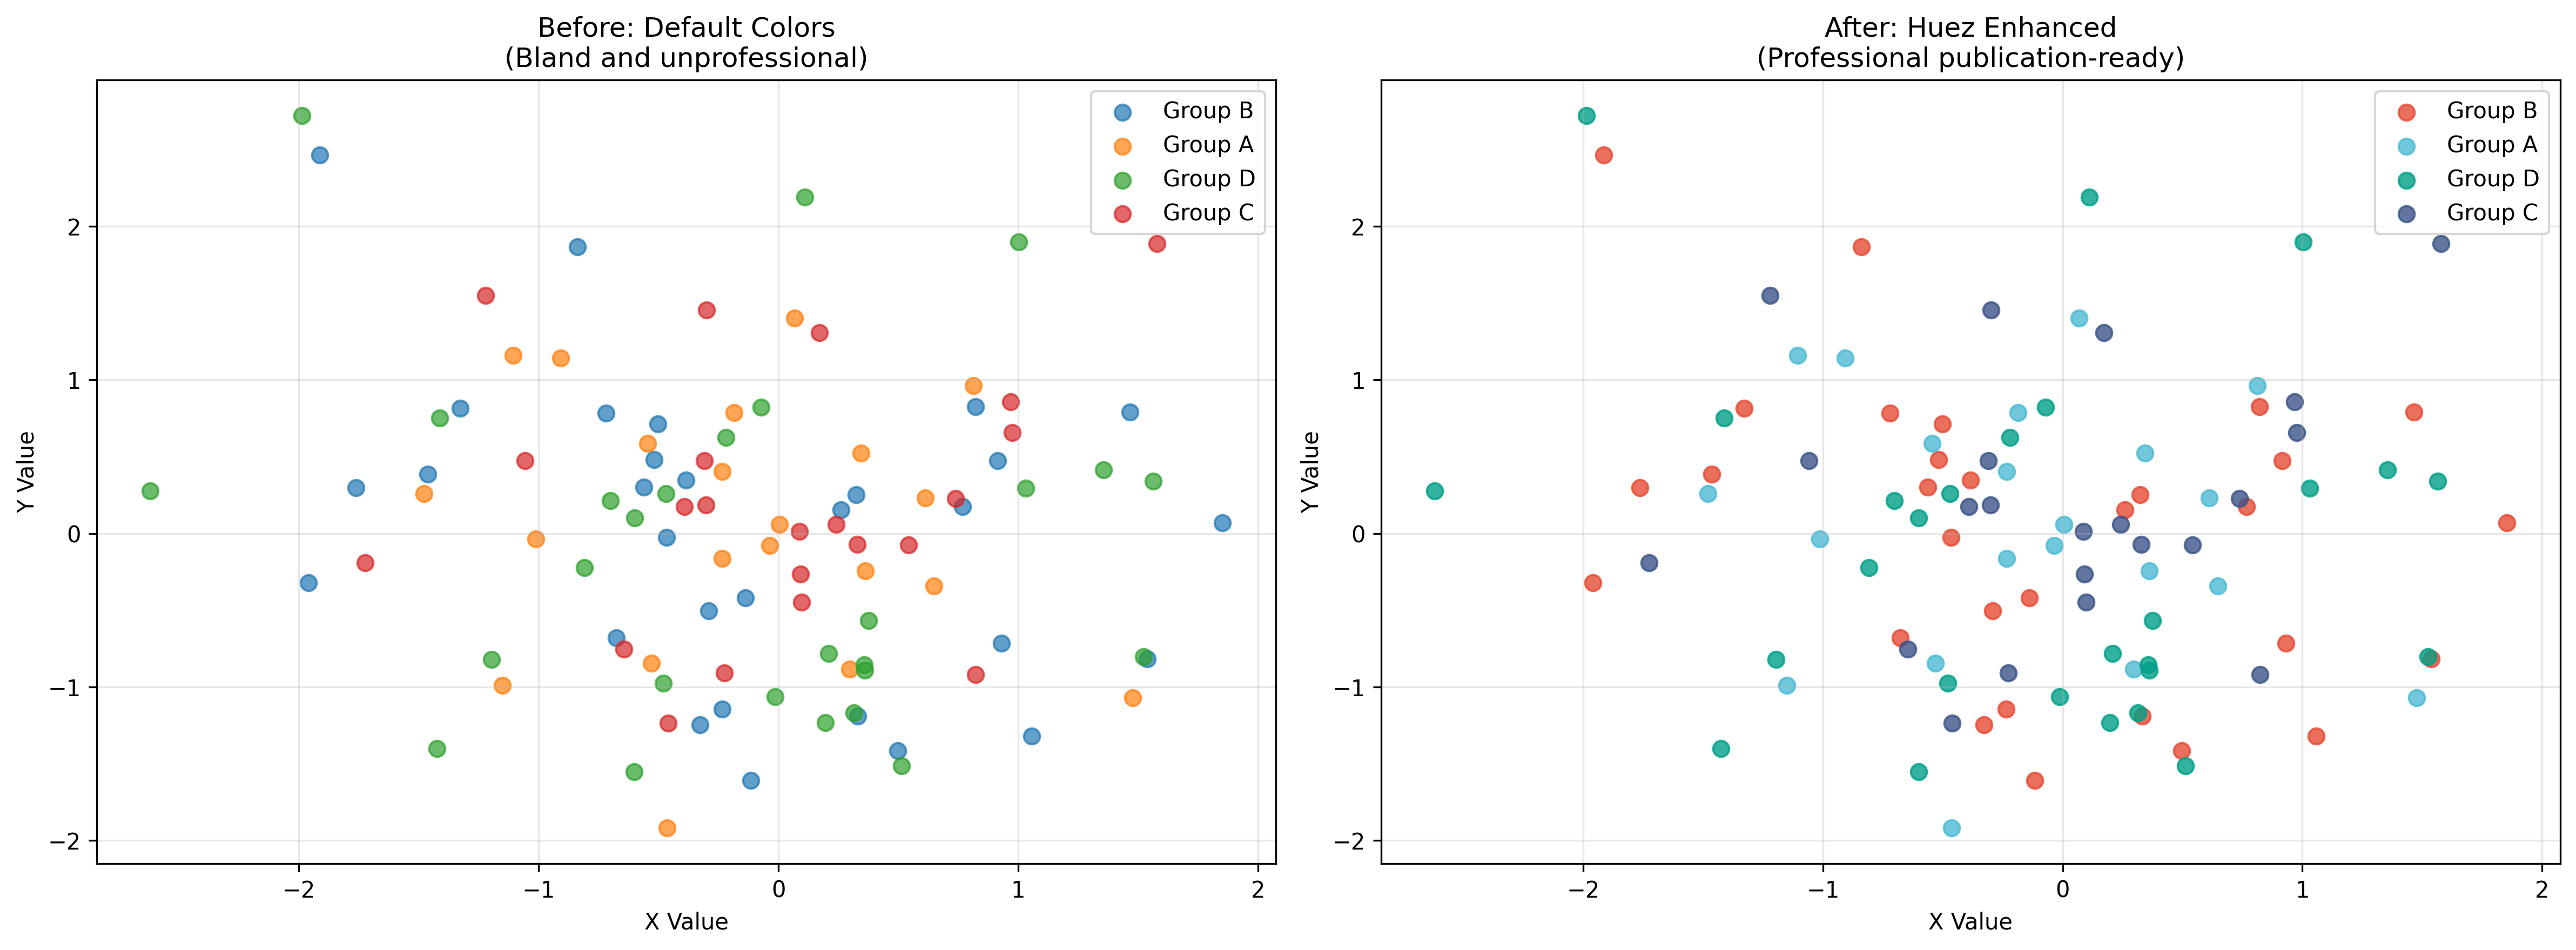 Before: Default Colors
(Bland and unprofessional)
Group B
Group A
Group D
Group C
2
1
0
−1
−2
Y Value
−2
−1
0
1
2
X Value
After: Huez Enhanced
(Professional publication-ready)
Group B
Group A
Group D
Group C
2
1
0
−1
−2
Y Value
−2
−1
0
1
2
X Value